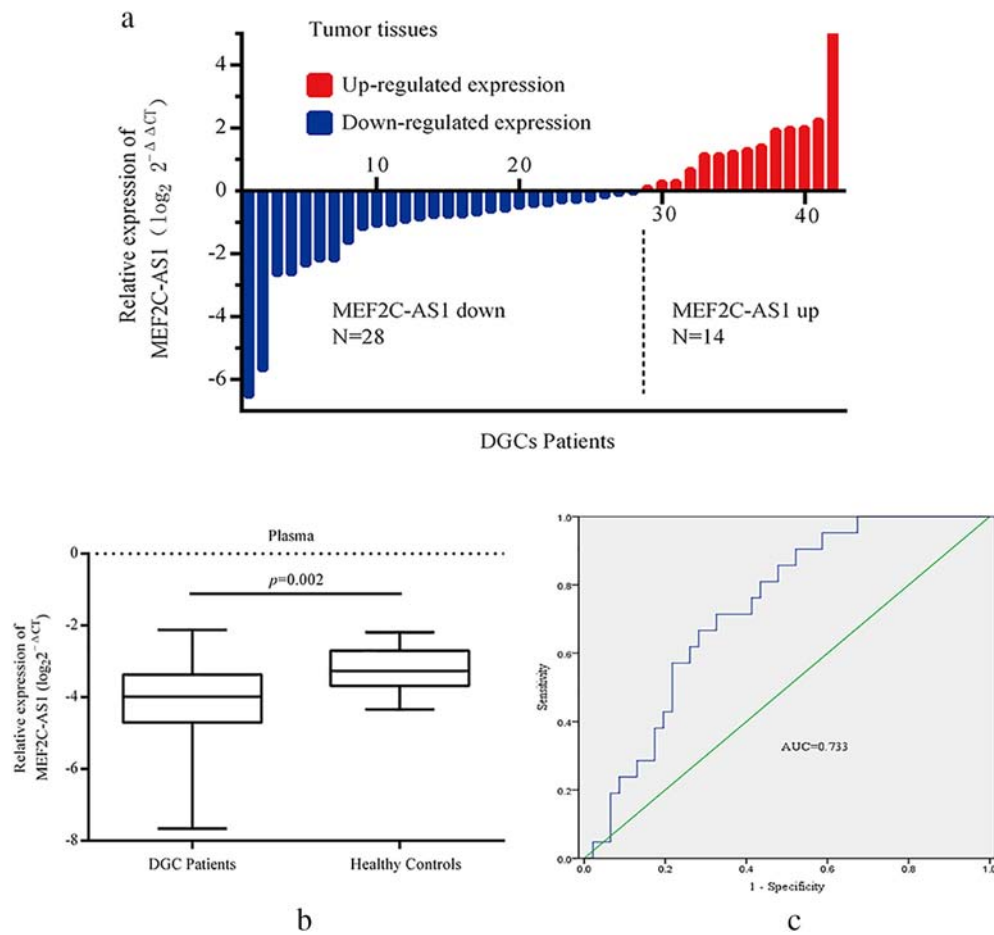 a
Tumor tissues
Up-regulated expression
Down-regulated expression
Relative expression of
MEF2C-AS1 (log₂ 2^-ΔΔCT)
4
2
0
-2
-4
-6
10
20
30
40
MEF2C-AS1 down
N=28
MEF2C-AS1 up
N=14
DGCs Patients
Plasma
p=0.002
Relative expression of
MEF2C-AS1 (log₂2^-ΔCT)
0
-2
-4
-6
-8
DGC Patients
Healthy Controls
b
Sensitivity
1.0
0.8
0.6
0.4
0.2
0.0
AUC=0.733
0.0
0.2
0.4
0.6
0.8
1.0
1 - Specificity
c